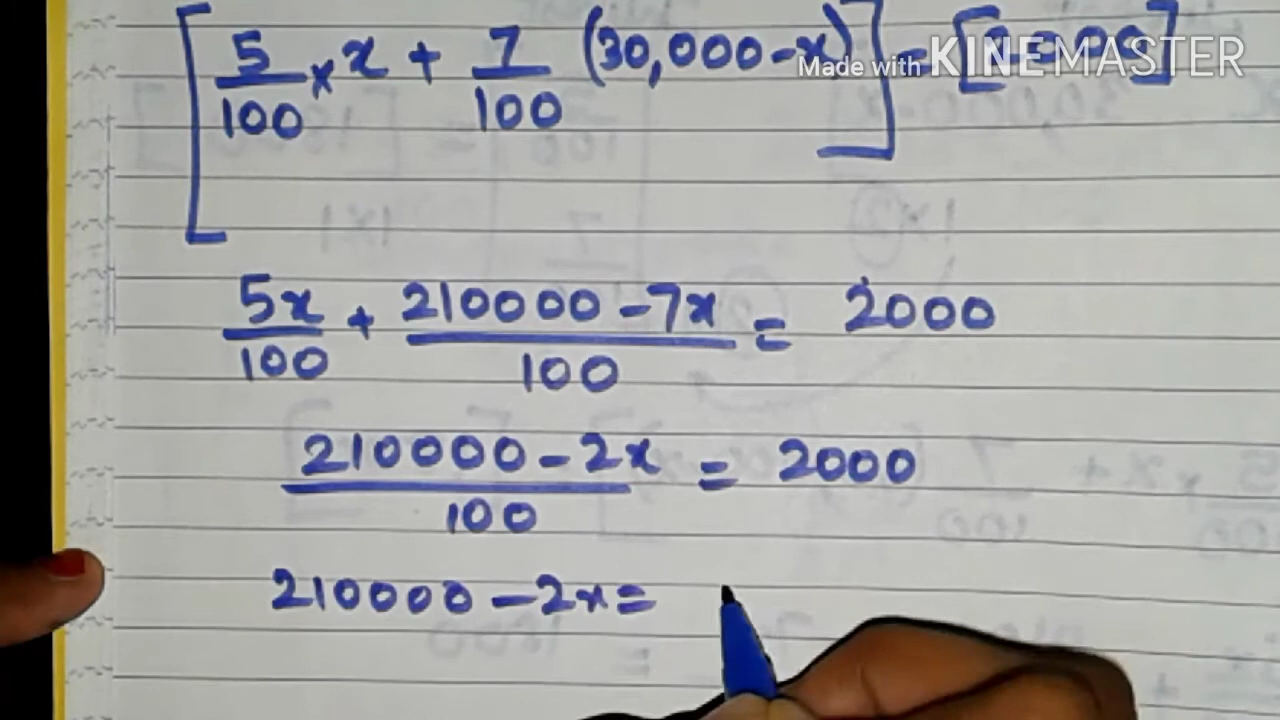 [5/100 × x + 7/100 (30,000 - x)] = [2000]
Made with KINEMASTER
5x/100 + 210000 - 7x/100 = 2000
210000 - 2x/100 = 2000
210000 - 2x =